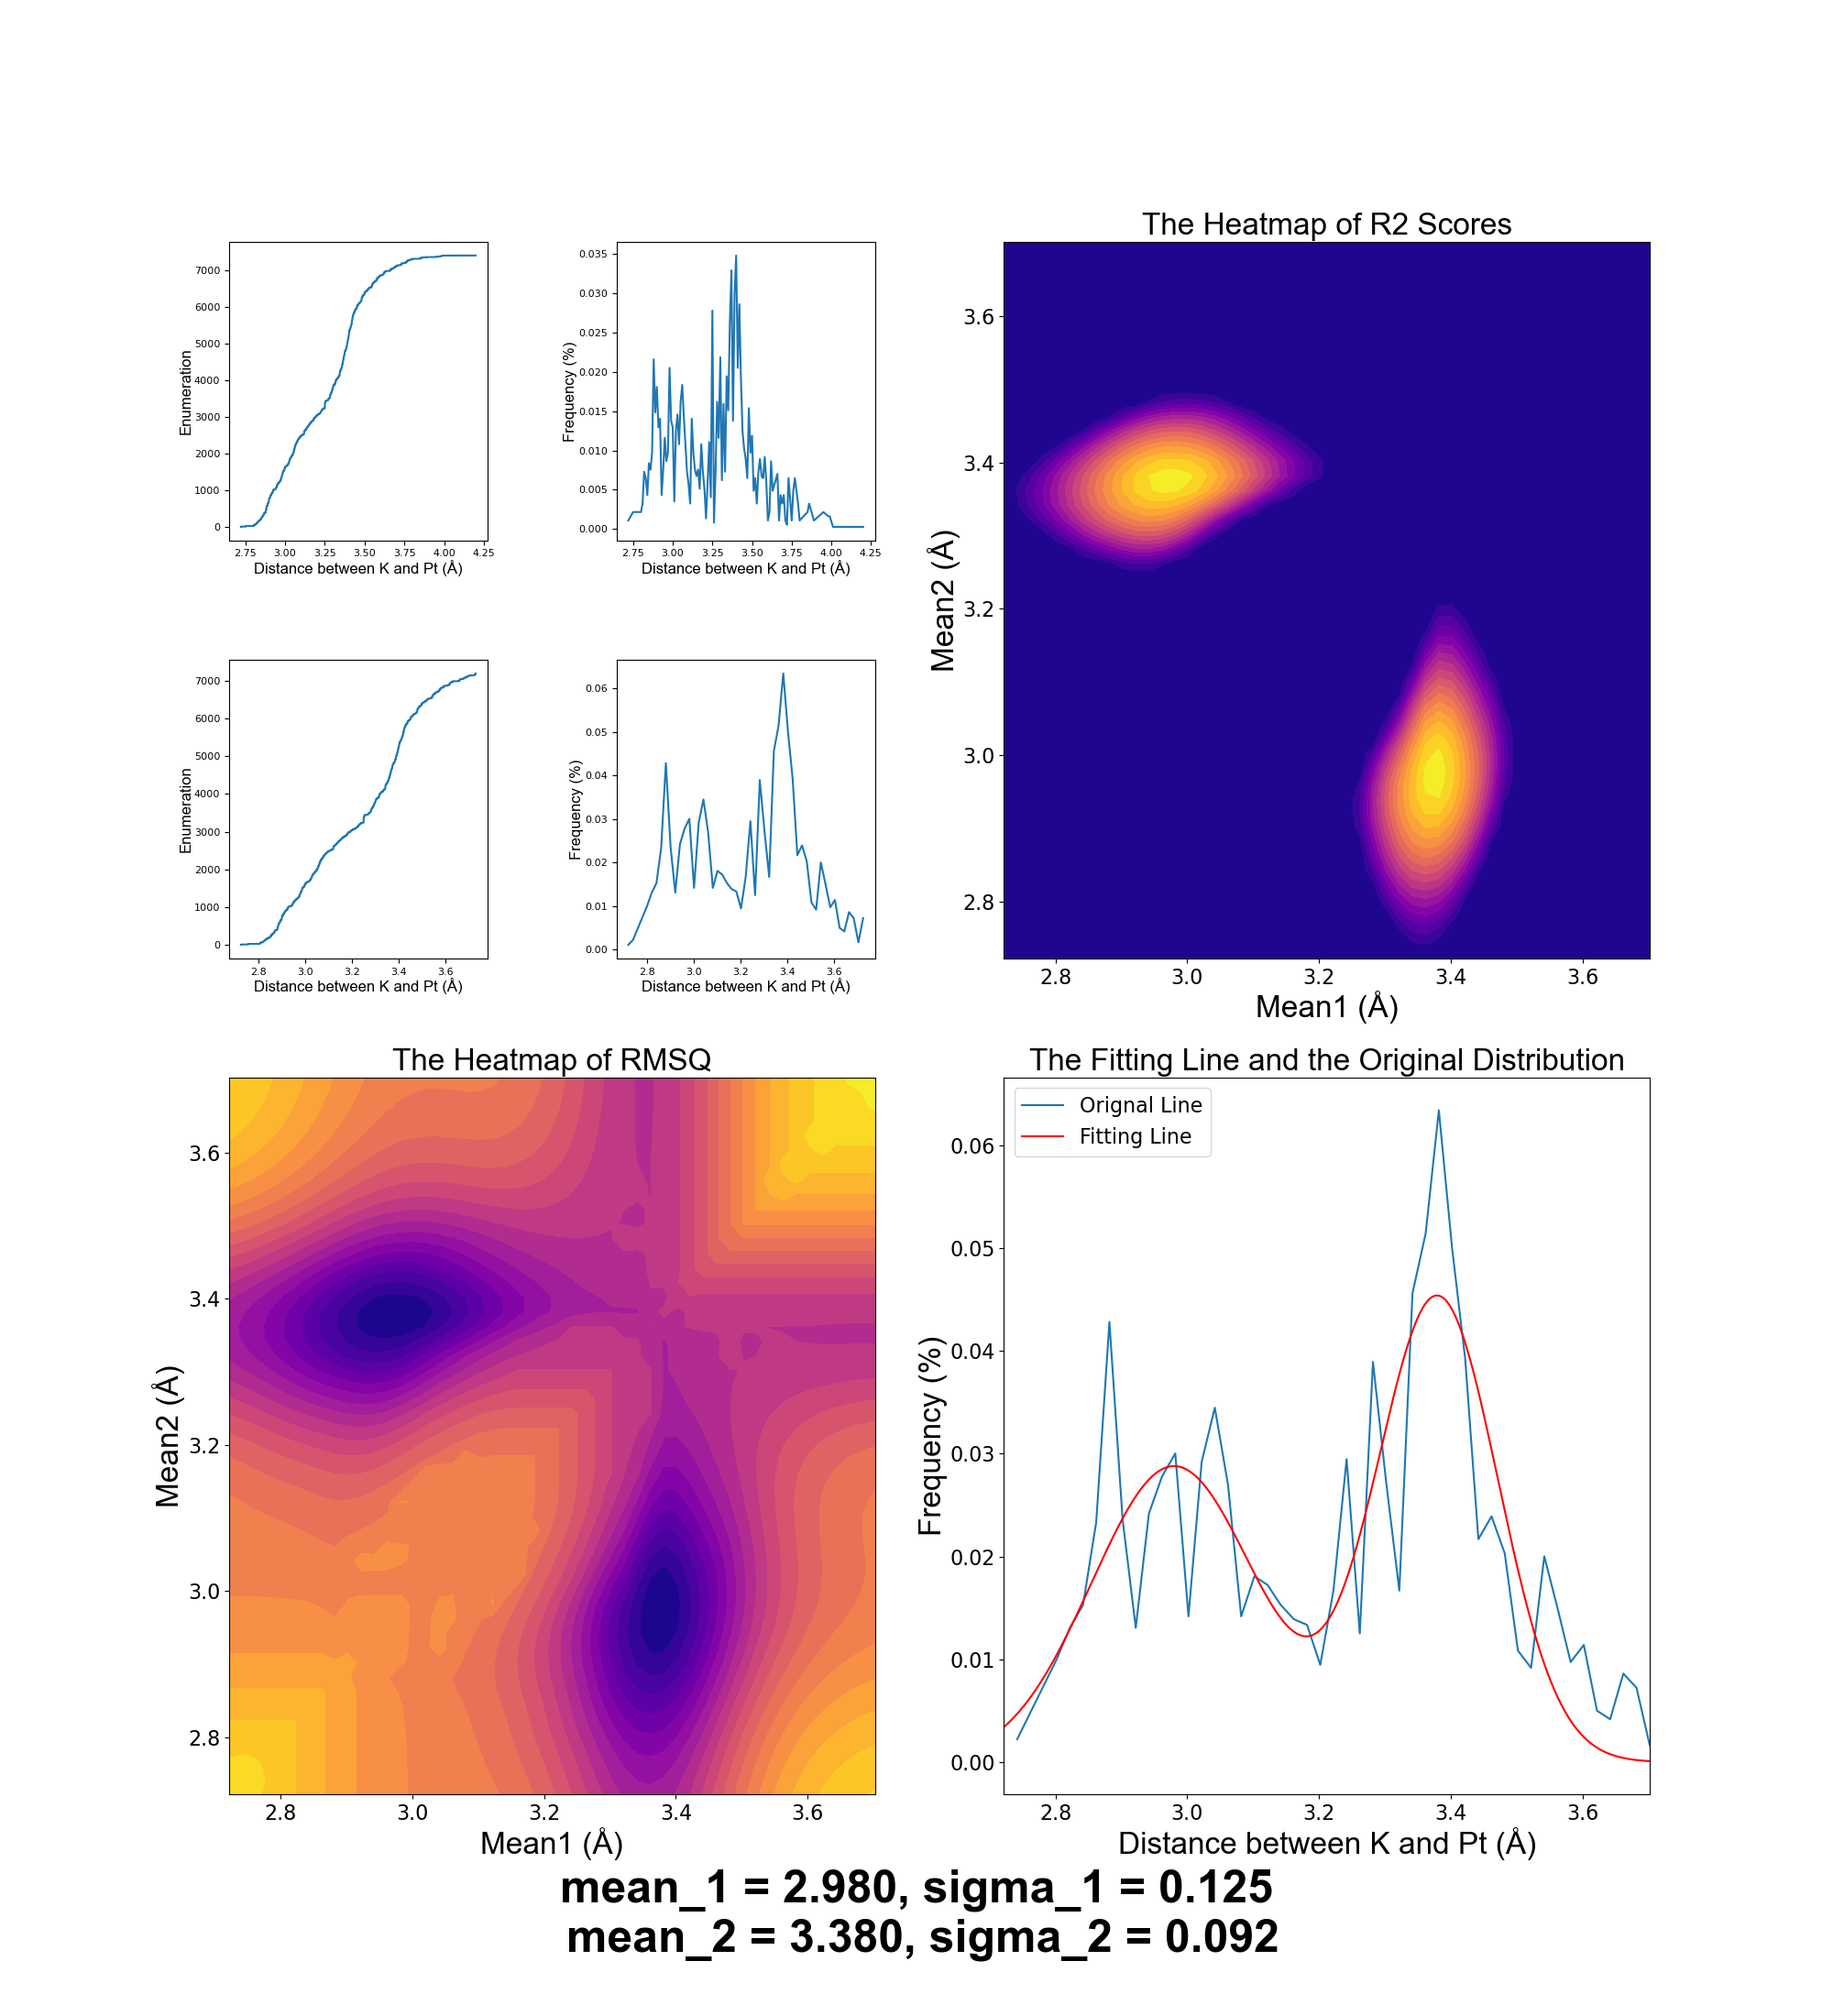 The Heatmap of R2 Scores
7000
6000
5000
4000
3000
2000
1000
0
Enumeration
2.75 3.00 3.25 3.50 3.75 4.00 4.25
Distance between K and Pt (Å)
0.035
0.030
0.025
0.020
0.015
0.010
0.005
0.000
Frequency (%)
2.75 3.00 3.25 3.50 3.75 4.00 4.25
Distance between K and Pt (Å)
7000
6000
5000
4000
3000
2000
1000
0
Enumeration
2.8 3.0 3.2 3.4 3.6
Distance between K and Pt (Å)
0.06
0.05
0.04
0.03
0.02
0.01
0.00
Frequency (%)
2.8 3.0 3.2 3.4 3.6
Distance between K and Pt (Å)
3.6
3.4
3.2
3.0
2.8
Mean2 (Å)
2.8 3.0 3.2 3.4 3.6
Mean1 (Å)
The Heatmap of RMSQ
3.6
3.4
3.2
3.0
2.8
Mean2 (Å)
2.8 3.0 3.2 3.4 3.6
Mean1 (Å)
The Fitting Line and the Original Distribution
Orignal Line
Fitting Line
0.06
0.05
0.04
0.03
0.02
0.01
0.00
Frequency (%)
2.8 3.0 3.2 3.4 3.6
Distance between K and Pt (Å)
mean_1 = 2.980, sigma_1 = 0.125
mean_2 = 3.380, sigma_2 = 0.092